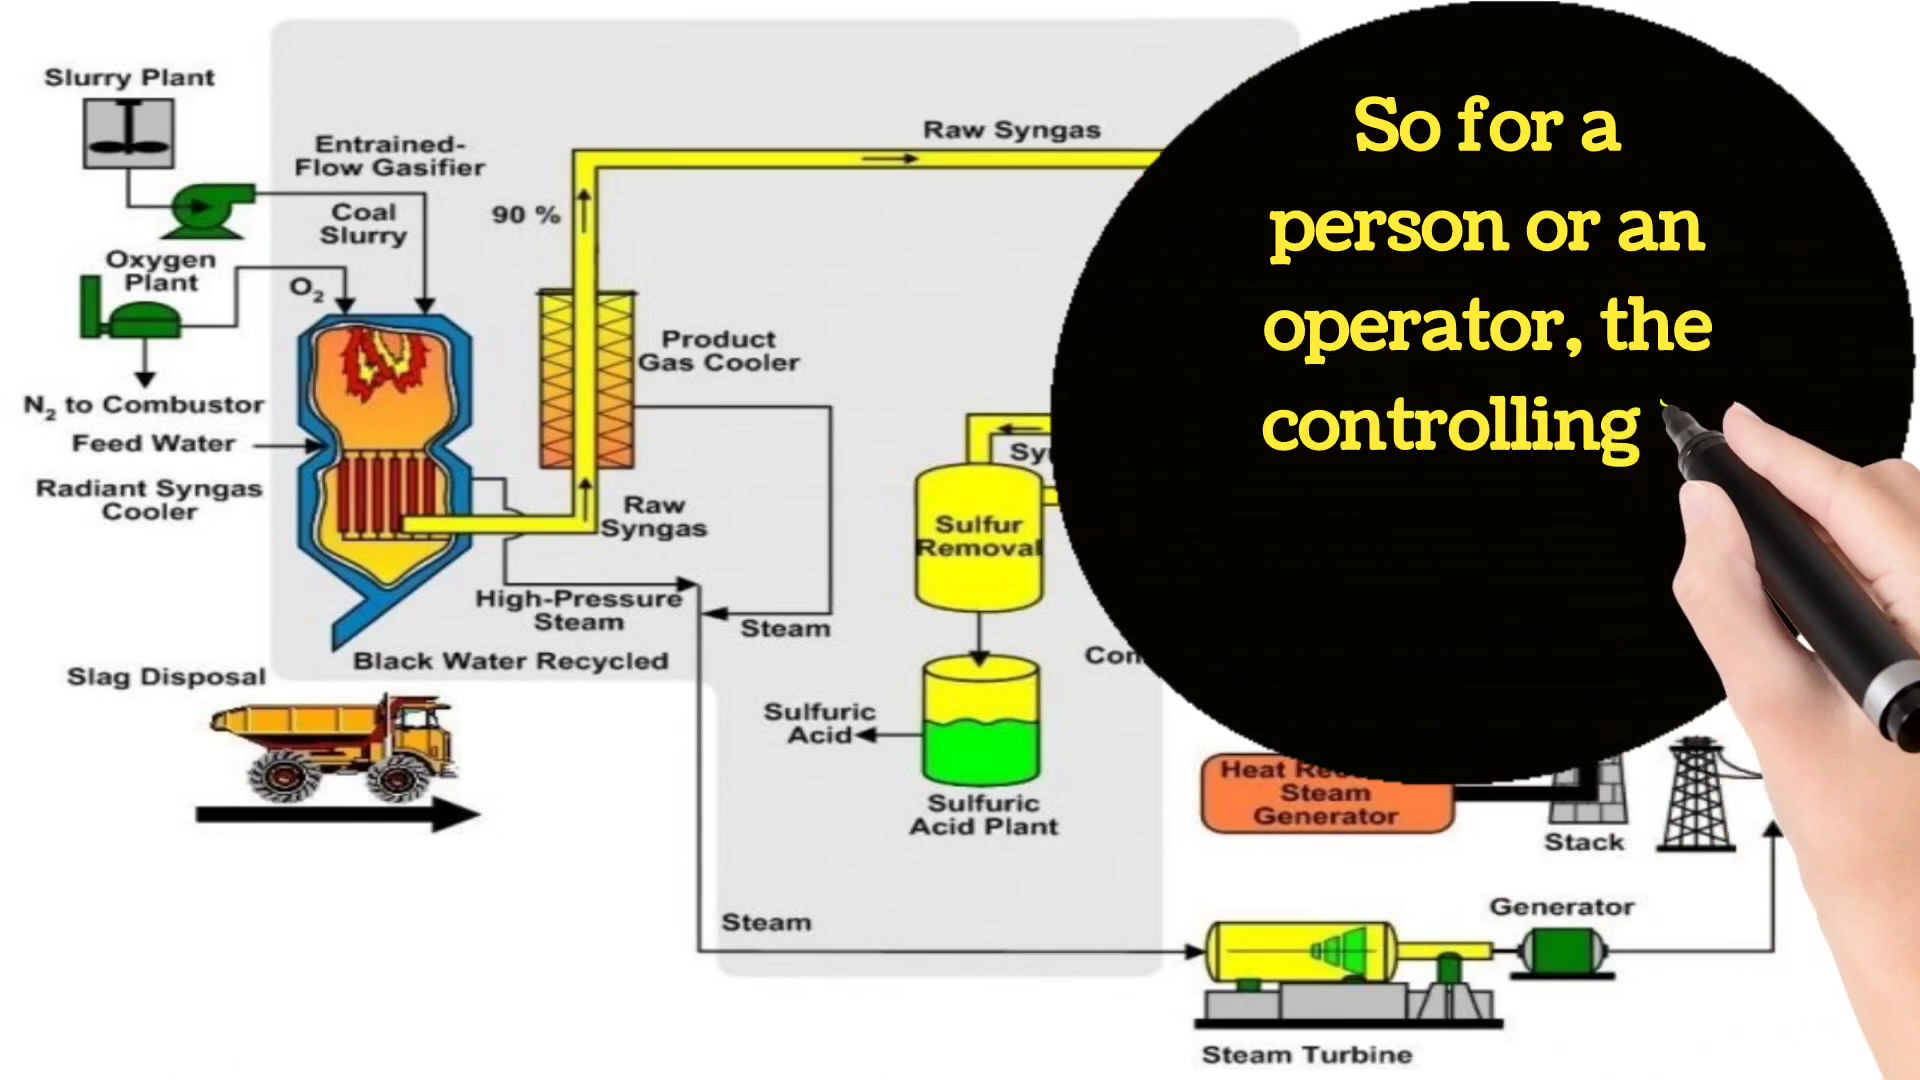 Slurry Plant
Entrained-
Flow Gasifier
Coal
Slurry
90 %
Raw Syngas
Oxygen
Plant
O₂
N₂ to Combustor
Feed Water
Radiant Syngas
Cooler
Product
Gas Cooler
Raw
Syngas
High-Pressure
Steam
Steam
Black Water Recycled
Slag Disposal
Sulfur
Removal
Sulfuric
Acid
Sulfuric
Acid Plant
Steam
So for a
person or an
operator, the
controlling
Heat
Steam
Generator
Stack
Generator
Steam Turbine